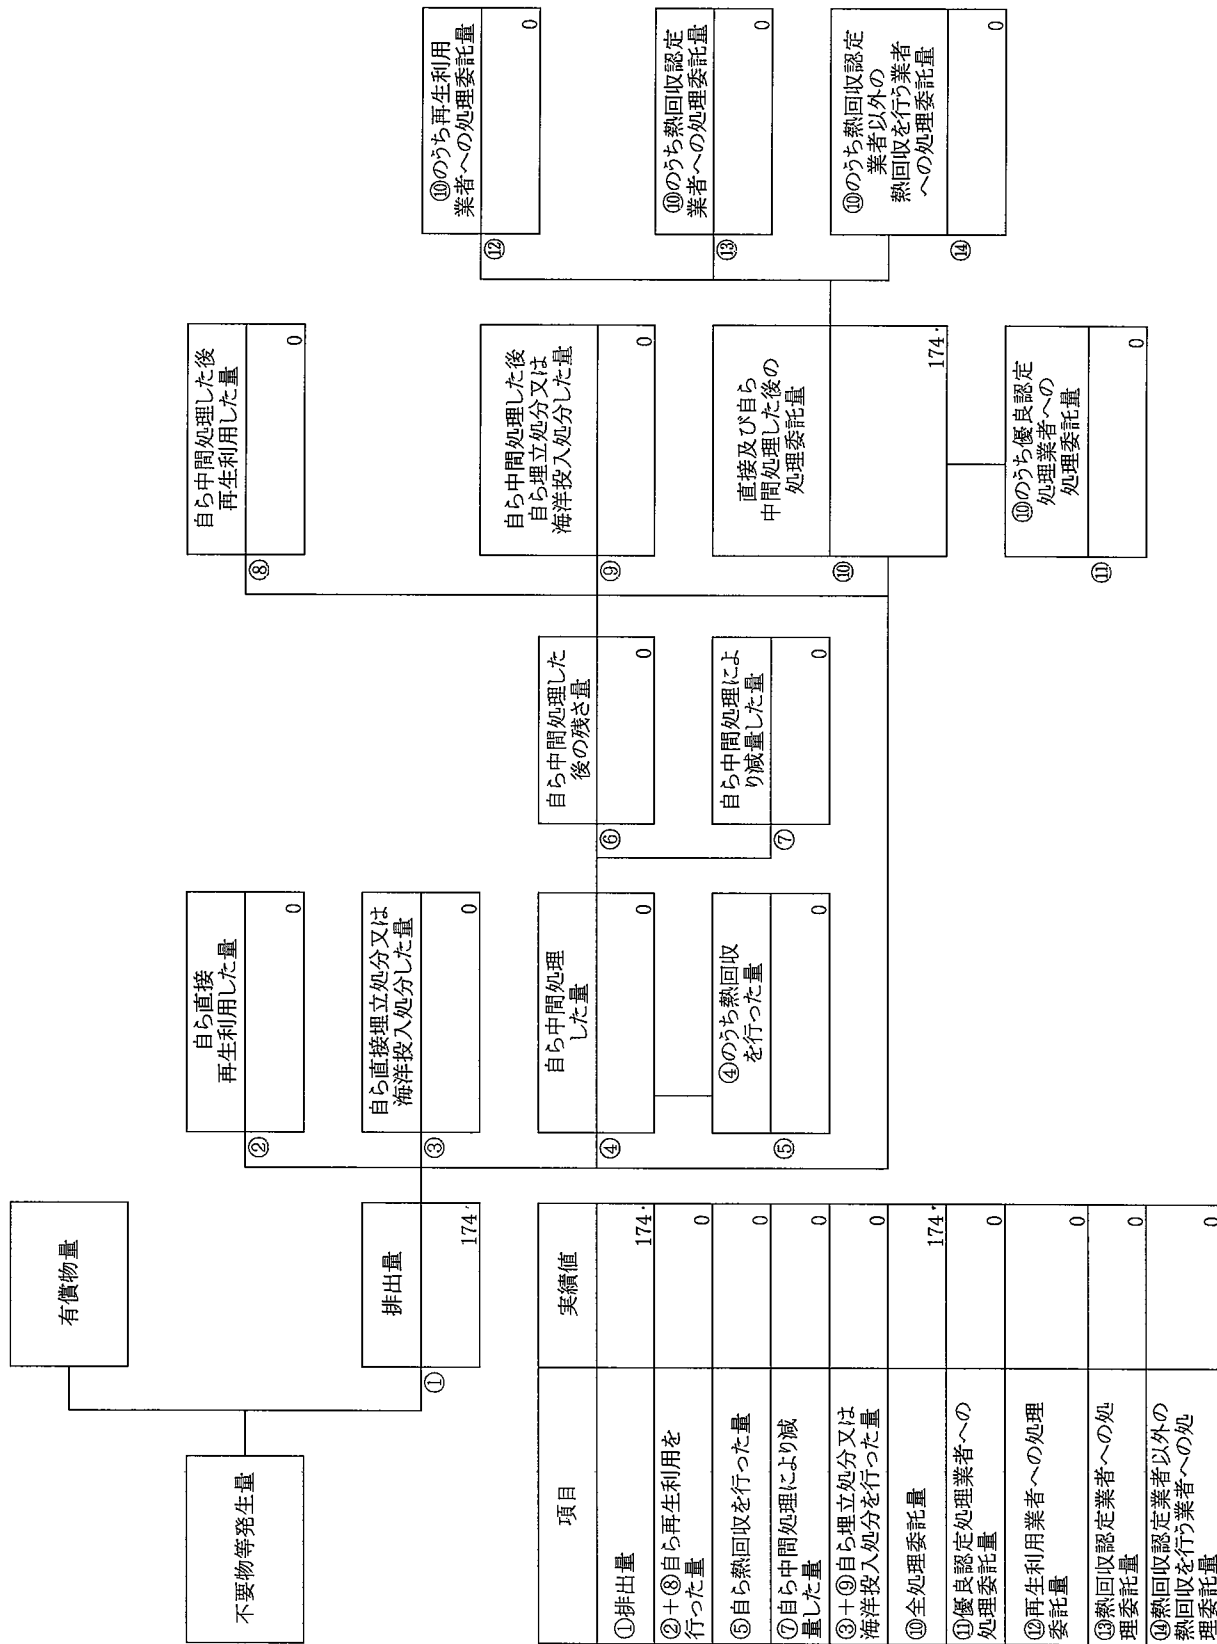 不要物等発生量
有償物量
①
排出量
174
②
自ら直接
再生利用した量
0
③
自ら直接埋立処分又は
海洋投入処分した量
0
④
自ら中間処理
した量
0
⑤
④のうち熱回収
を行った量
0
⑥
自ら中間処理した
後の残さ量
0
⑦
自ら中間処理によ
り減量した量
0
⑧
自ら中間処理した後
再生利用した量
0
⑨
自ら中間処理した後
自ら埋立処分又は
海洋投入処分した量
0
⑩
直接及び自ら
中間処理した後の
処理委託量
174
⑪
⑩のうち優良認定
処理業者への
処理委託量
0
⑫
⑩のうち再生利用
業者への処理委託量
0
⑬
⑩のうち熱回収認定
業者への処理委託量
0
⑭
⑩のうち熱回収認定
業者以外の
熱回収を行う業者
への処理委託量
0
項目 実績値
①排出量 174
②+⑧自ら再生利用を
行った量 0
⑤自ら熱回収を行った量 0
⑦自ら中間処理により減
量した量 0
③+⑨自ら埋立処分又は
海洋投入処分を行った量 0
⑩全処理委託量 174
⑪優良認定処理業者への
処理委託量 0
⑫再生利用業者への処理
委託量 0
⑬熱回収認定業者への処
理委託量 0
⑭熱回収認定業者以外の
熱回収を行う業者への処
理委託量 0